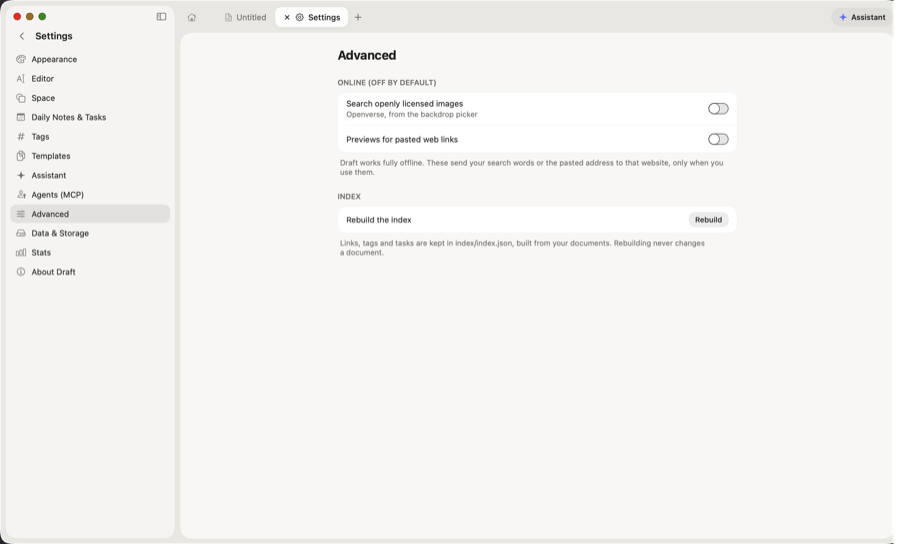 Untitled
Settings
Assistant
Settings
Appearance
Editor
Space
Daily Notes & Tasks
Tags
Templates
Assistant
Agents (MCP)
Advanced
Data & Storage
Stats
About Draft
Advanced
ONLINE (OFF BY DEFAULT)
Search openly licensed images
Openverse, from the backdrop picker
Previews for pasted web links
Draft works fully offline. These send your search words or the pasted address to that website, only when you
use them.
INDEX
Rebuild the index
Rebuild
Links, tags and tasks are kept in index/index.json, built from your documents. Rebuilding never changes
a document.